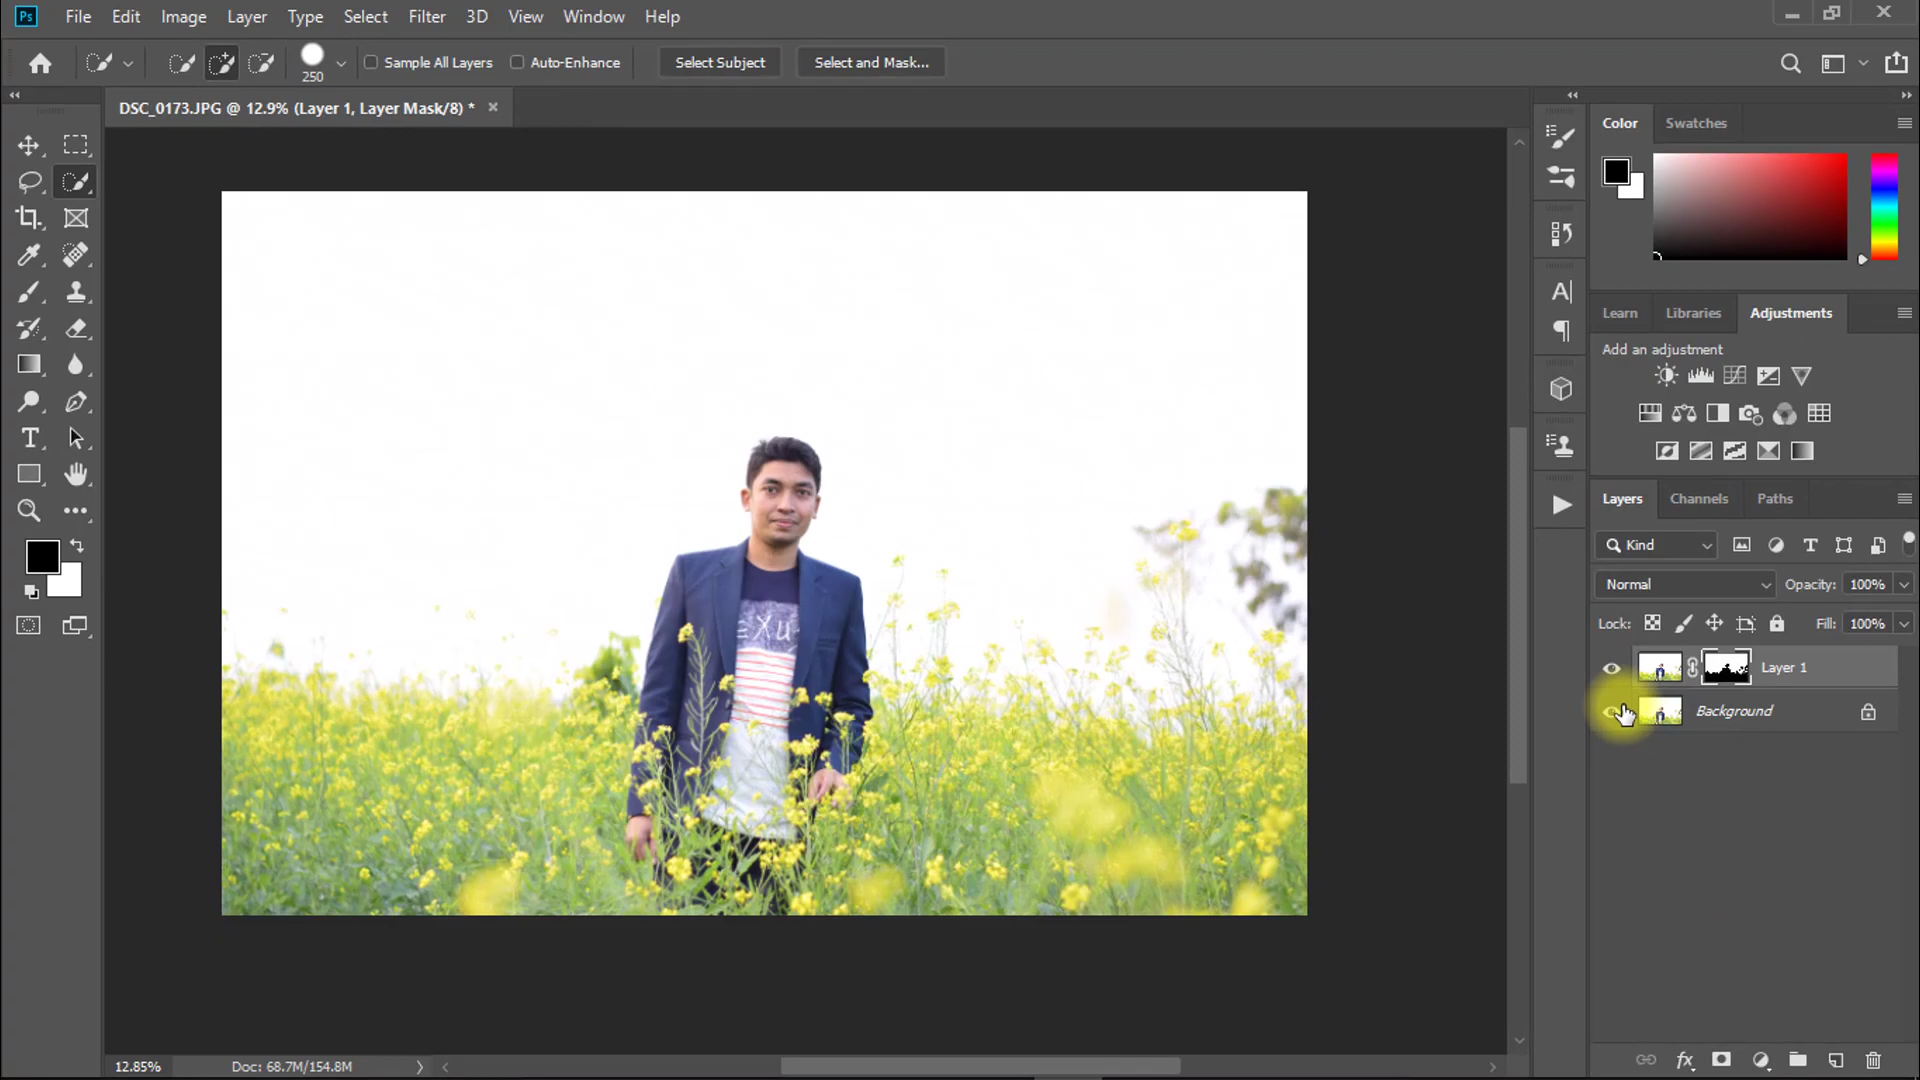 Ps File Edit Image Layer Type Select Filter 3D View Window Help
250 Sample All Layers Auto-Enhance Select Subject Select and Mask...
DSC_0173.JPG @ 12.9% (Layer 1, Layer Mask/8) *
Color Swatches
Learn Libraries Adjustments
Add an adjustment
Layers Channels Paths
Kind
Normal Opacity: 100%
Lock: Fill: 100%
Layer 1
Background
12.85% Doc: 68.7M/154.8M